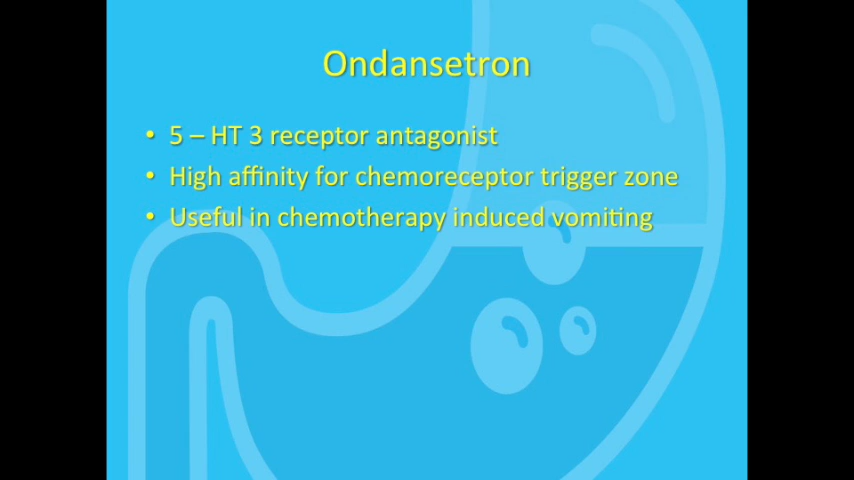 Ondansetron
• 5 – HT 3 receptor antagonist
• High affinity for chemoreceptor trigger zone
• Useful in chemotherapy induced vomiting